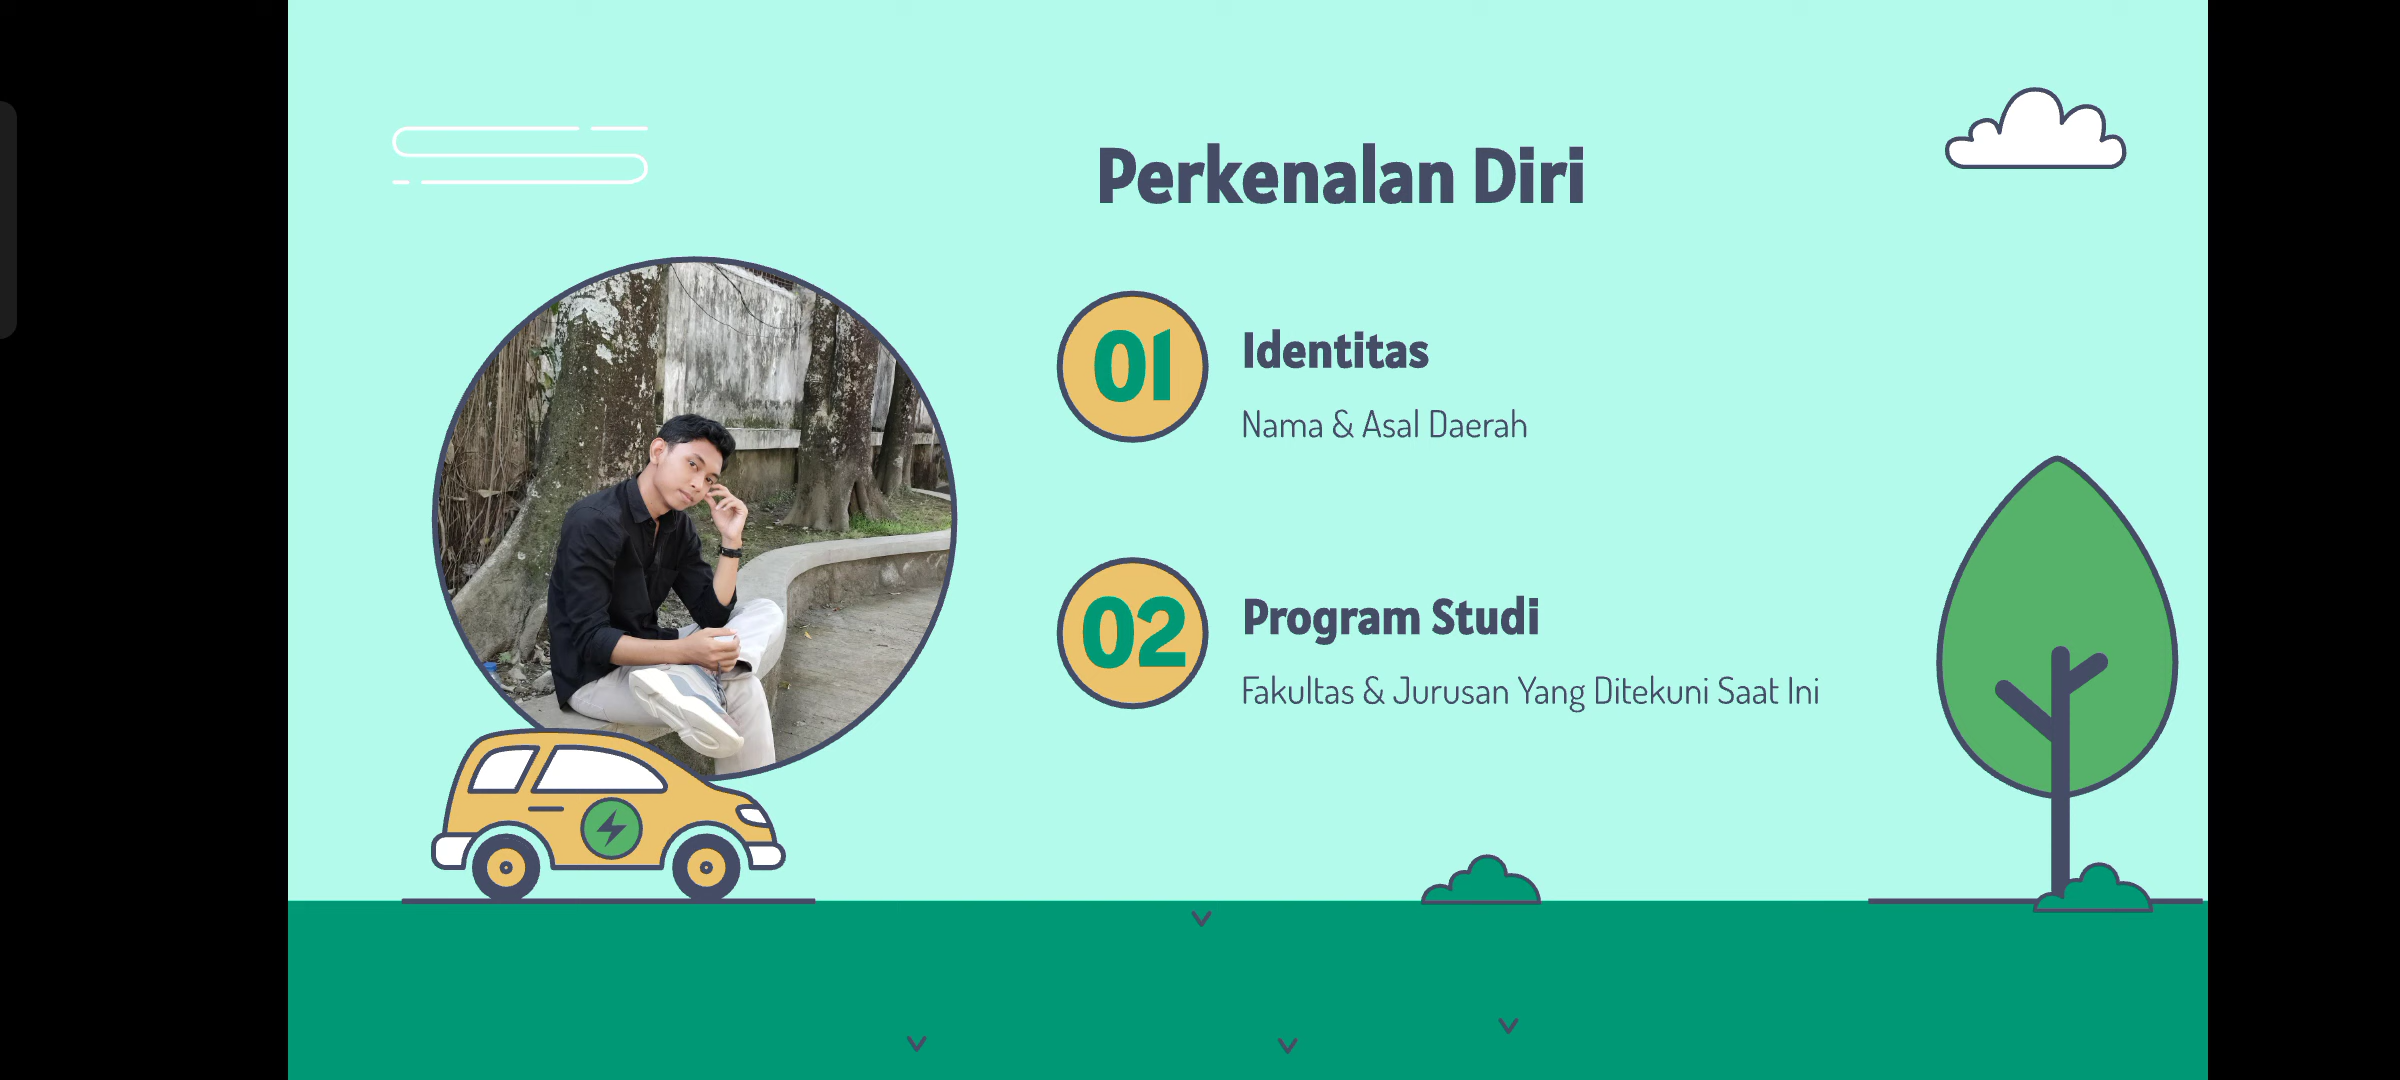 Perkenalan Diri
01
Identitas
Nama & Asal Daerah
02
Program Studi
Fakultas & Jurusan Yang Ditekuni Saat Ini